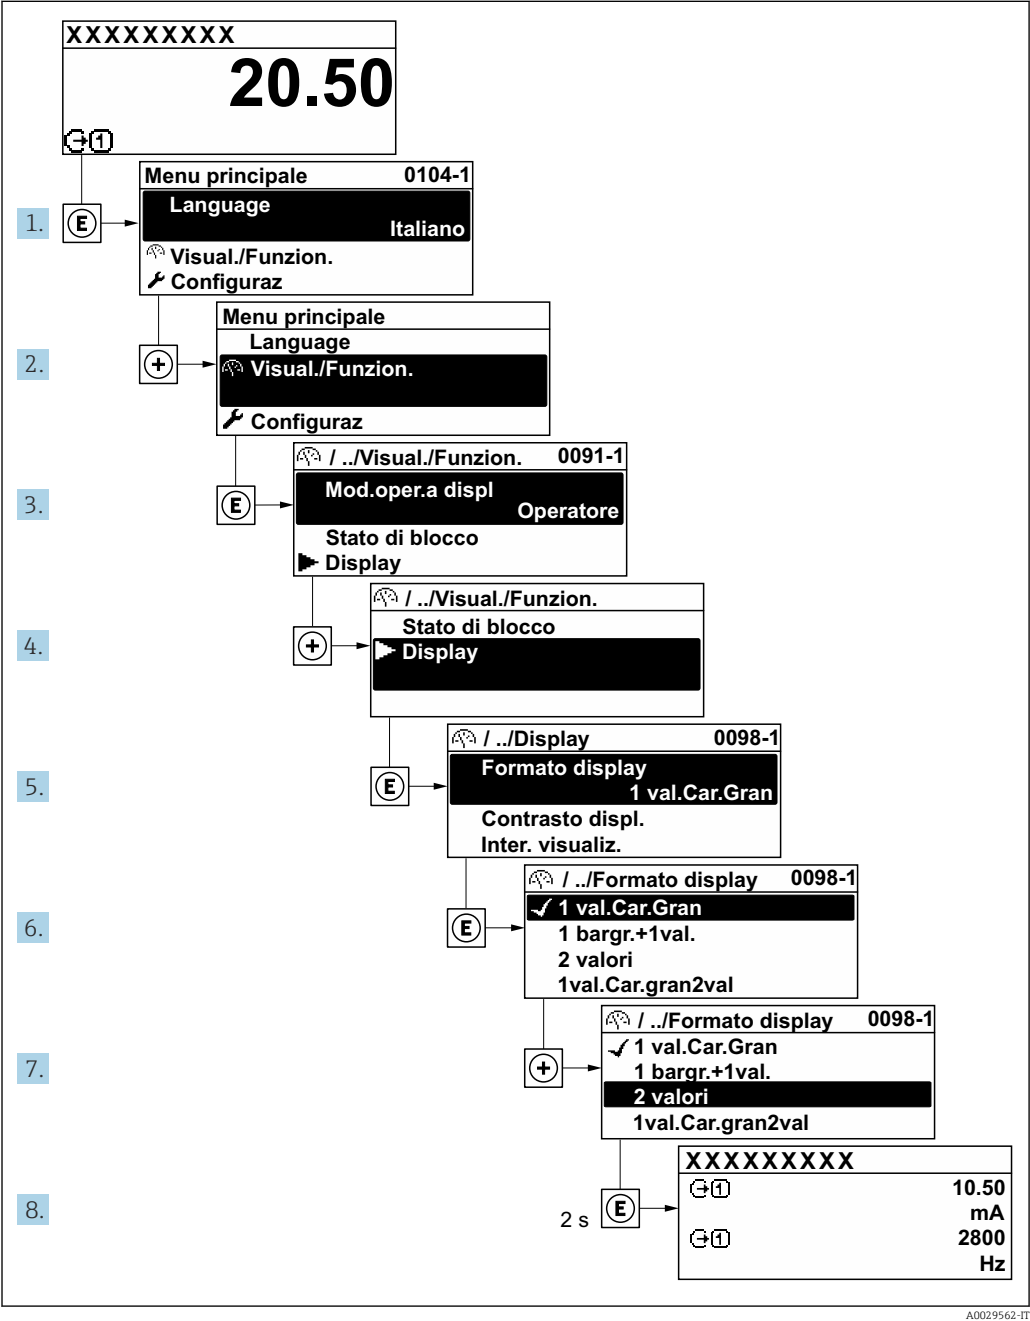 XXXXXXXXX
20.50
1
Menu principale 0104-1
Language
Italiano
1. E
Visual./Funzion.
Configuraz
Menu principale
Language
2. + Visual./Funzion.
Configuraz
/ ../Visual./Funzion. 0091-1
Mod.oper.a displ
3. E Operatore
Stato di blocco
Display
/ ../Visual./Funzion.
Stato di blocco
4. + Display
/ ../Display 0098-1
Formato display
5. E 1 val.Car.Gran
Contrasto displ.
Inter. visualiz.
/ ../Formato display 0098-1
1 val.Car.Gran
6. E 1 bargr.+1val.
2 valori
1val.Car.gran2val
/ ../Formato display 0098-1
1 val.Car.Gran
7. + 1 bargr.+1val.
2 valori
1val.Car.gran2val
XXXXXXXXX
1 10.50
8. 2 s E mA
1 2800
Hz
A0029562-IT